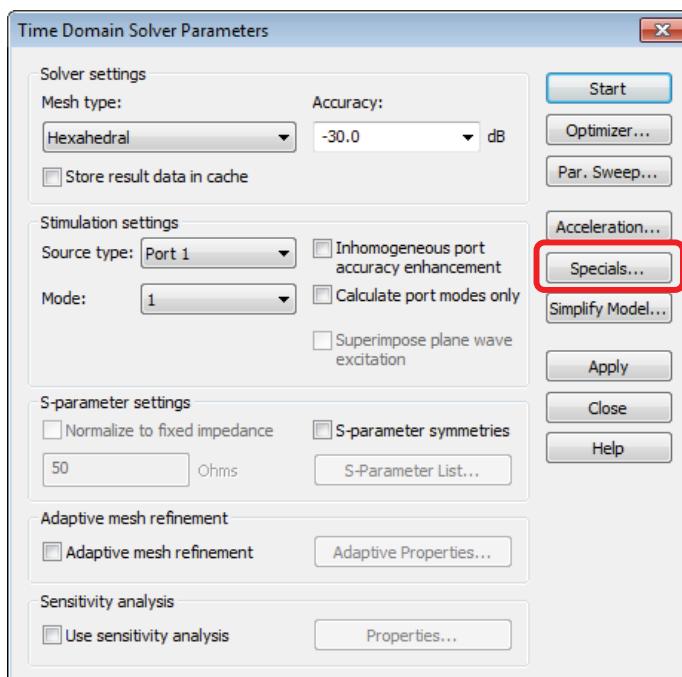 Time Domain Solver Parameters
Solver settings
Mesh type:
Accuracy:
Hexahedral
-30.0
dB
Store result data in cache
Stimulation settings
Source type:
Port 1
Inhomogeneous port
accuracy enhancement
Mode:
1
Calculate port modes only
Superimpose plane wave
excitation
S-parameter settings
Normalize to fixed impedance
S-parameter symmetries
50
Ohms
S-Parameter List...
Adaptive mesh refinement
Adaptive mesh refinement
Adaptive Properties...
Sensitivity analysis
Use sensitivity analysis
Properties...
Start
Optimizer...
Par. Sweep...
Acceleration...
Specials...
Simplify Model...
Apply
Close
Help